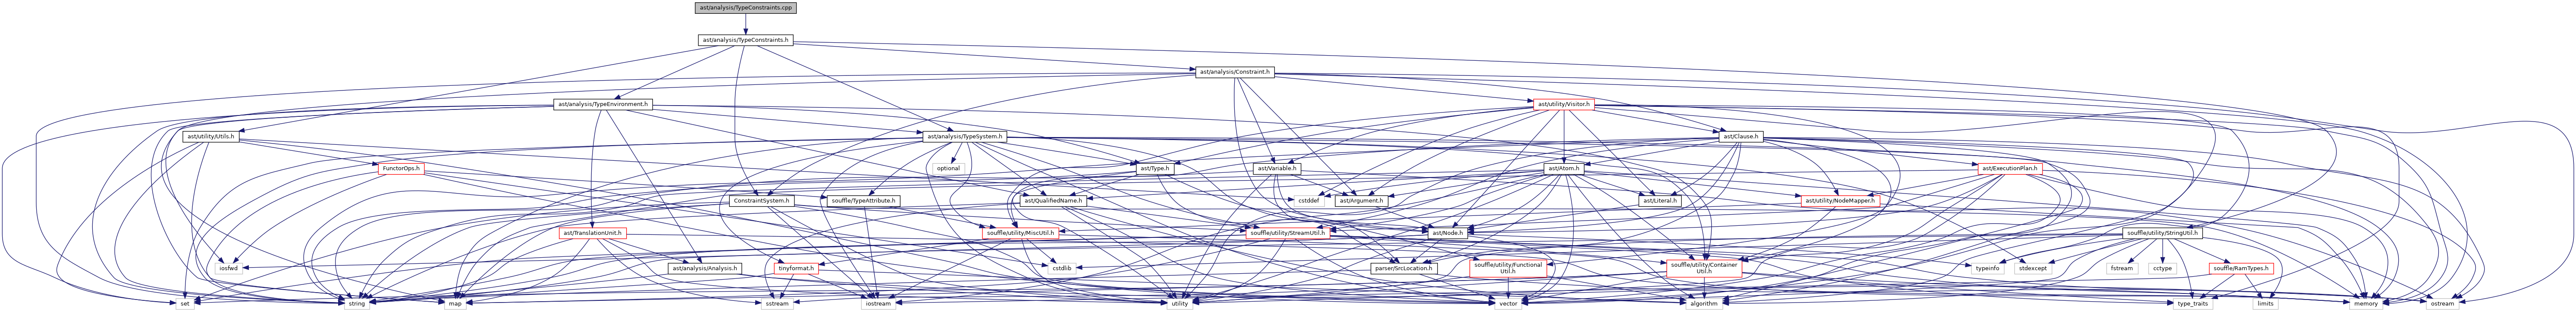 ast/analysis/TypeConstraints.cpp
ast/analysis/TypeConstraints.h
ast/analysis/Constraint.h
ast/analysis/TypeEnvironment.h
ast/utility/Visitor.h
ast/utility/Utils.h
ast/analysis/TypeSystem.h
ast/Clause.h
FunctorOps.h
optional
ast/Type.h
ast/Variable.h
ast/Atom.h
ast/ExecutionPlan.h
ConstraintSystem.h
souffle/TypeAttribute.h
ast/QualifiedName.h
cstddef
ast/Argument.h
ast/Literal.h
ast/utility/NodeMapper.h
ast/TranslationUnit.h
souffle/utility/MiscUtil.h
souffle/utility/StreamUtil.h
ast/Node.h
souffle/utility/StringUtil.h
iosfwd
ast/analysis/Analysis.h
tinyformat.h
cstdlib
parser/SrcLocation.h
souffle/utility/Functional
Util.h
souffle/utility/Container
Util.h
typeinfo
stdexcept
fstream
cctype
souffle/RamTypes.h
set
string
map
sstream
iostream
utility
vector
algorithm
type_traits
limits
memory
ostream